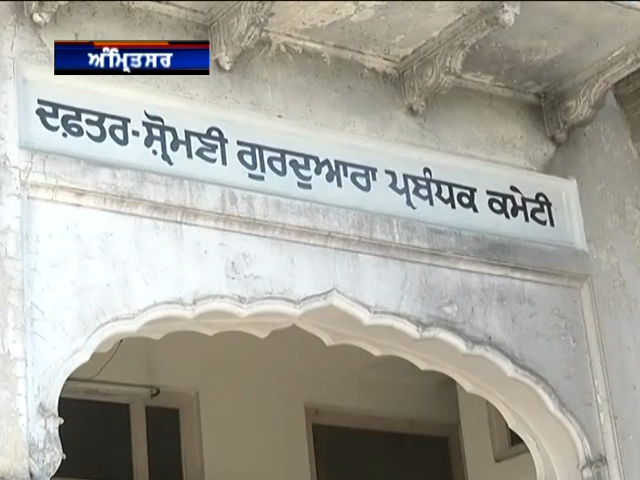 ਅੰਮ੍ਰਿਤਸਰ
ਦਫ਼ਤਰ-ਸ਼੍ਰੋਮਣੀ ਗੁਰਦੁਆਰਾ ਪ੍ਰਬੰਧਕ ਕਮੇਟੀ